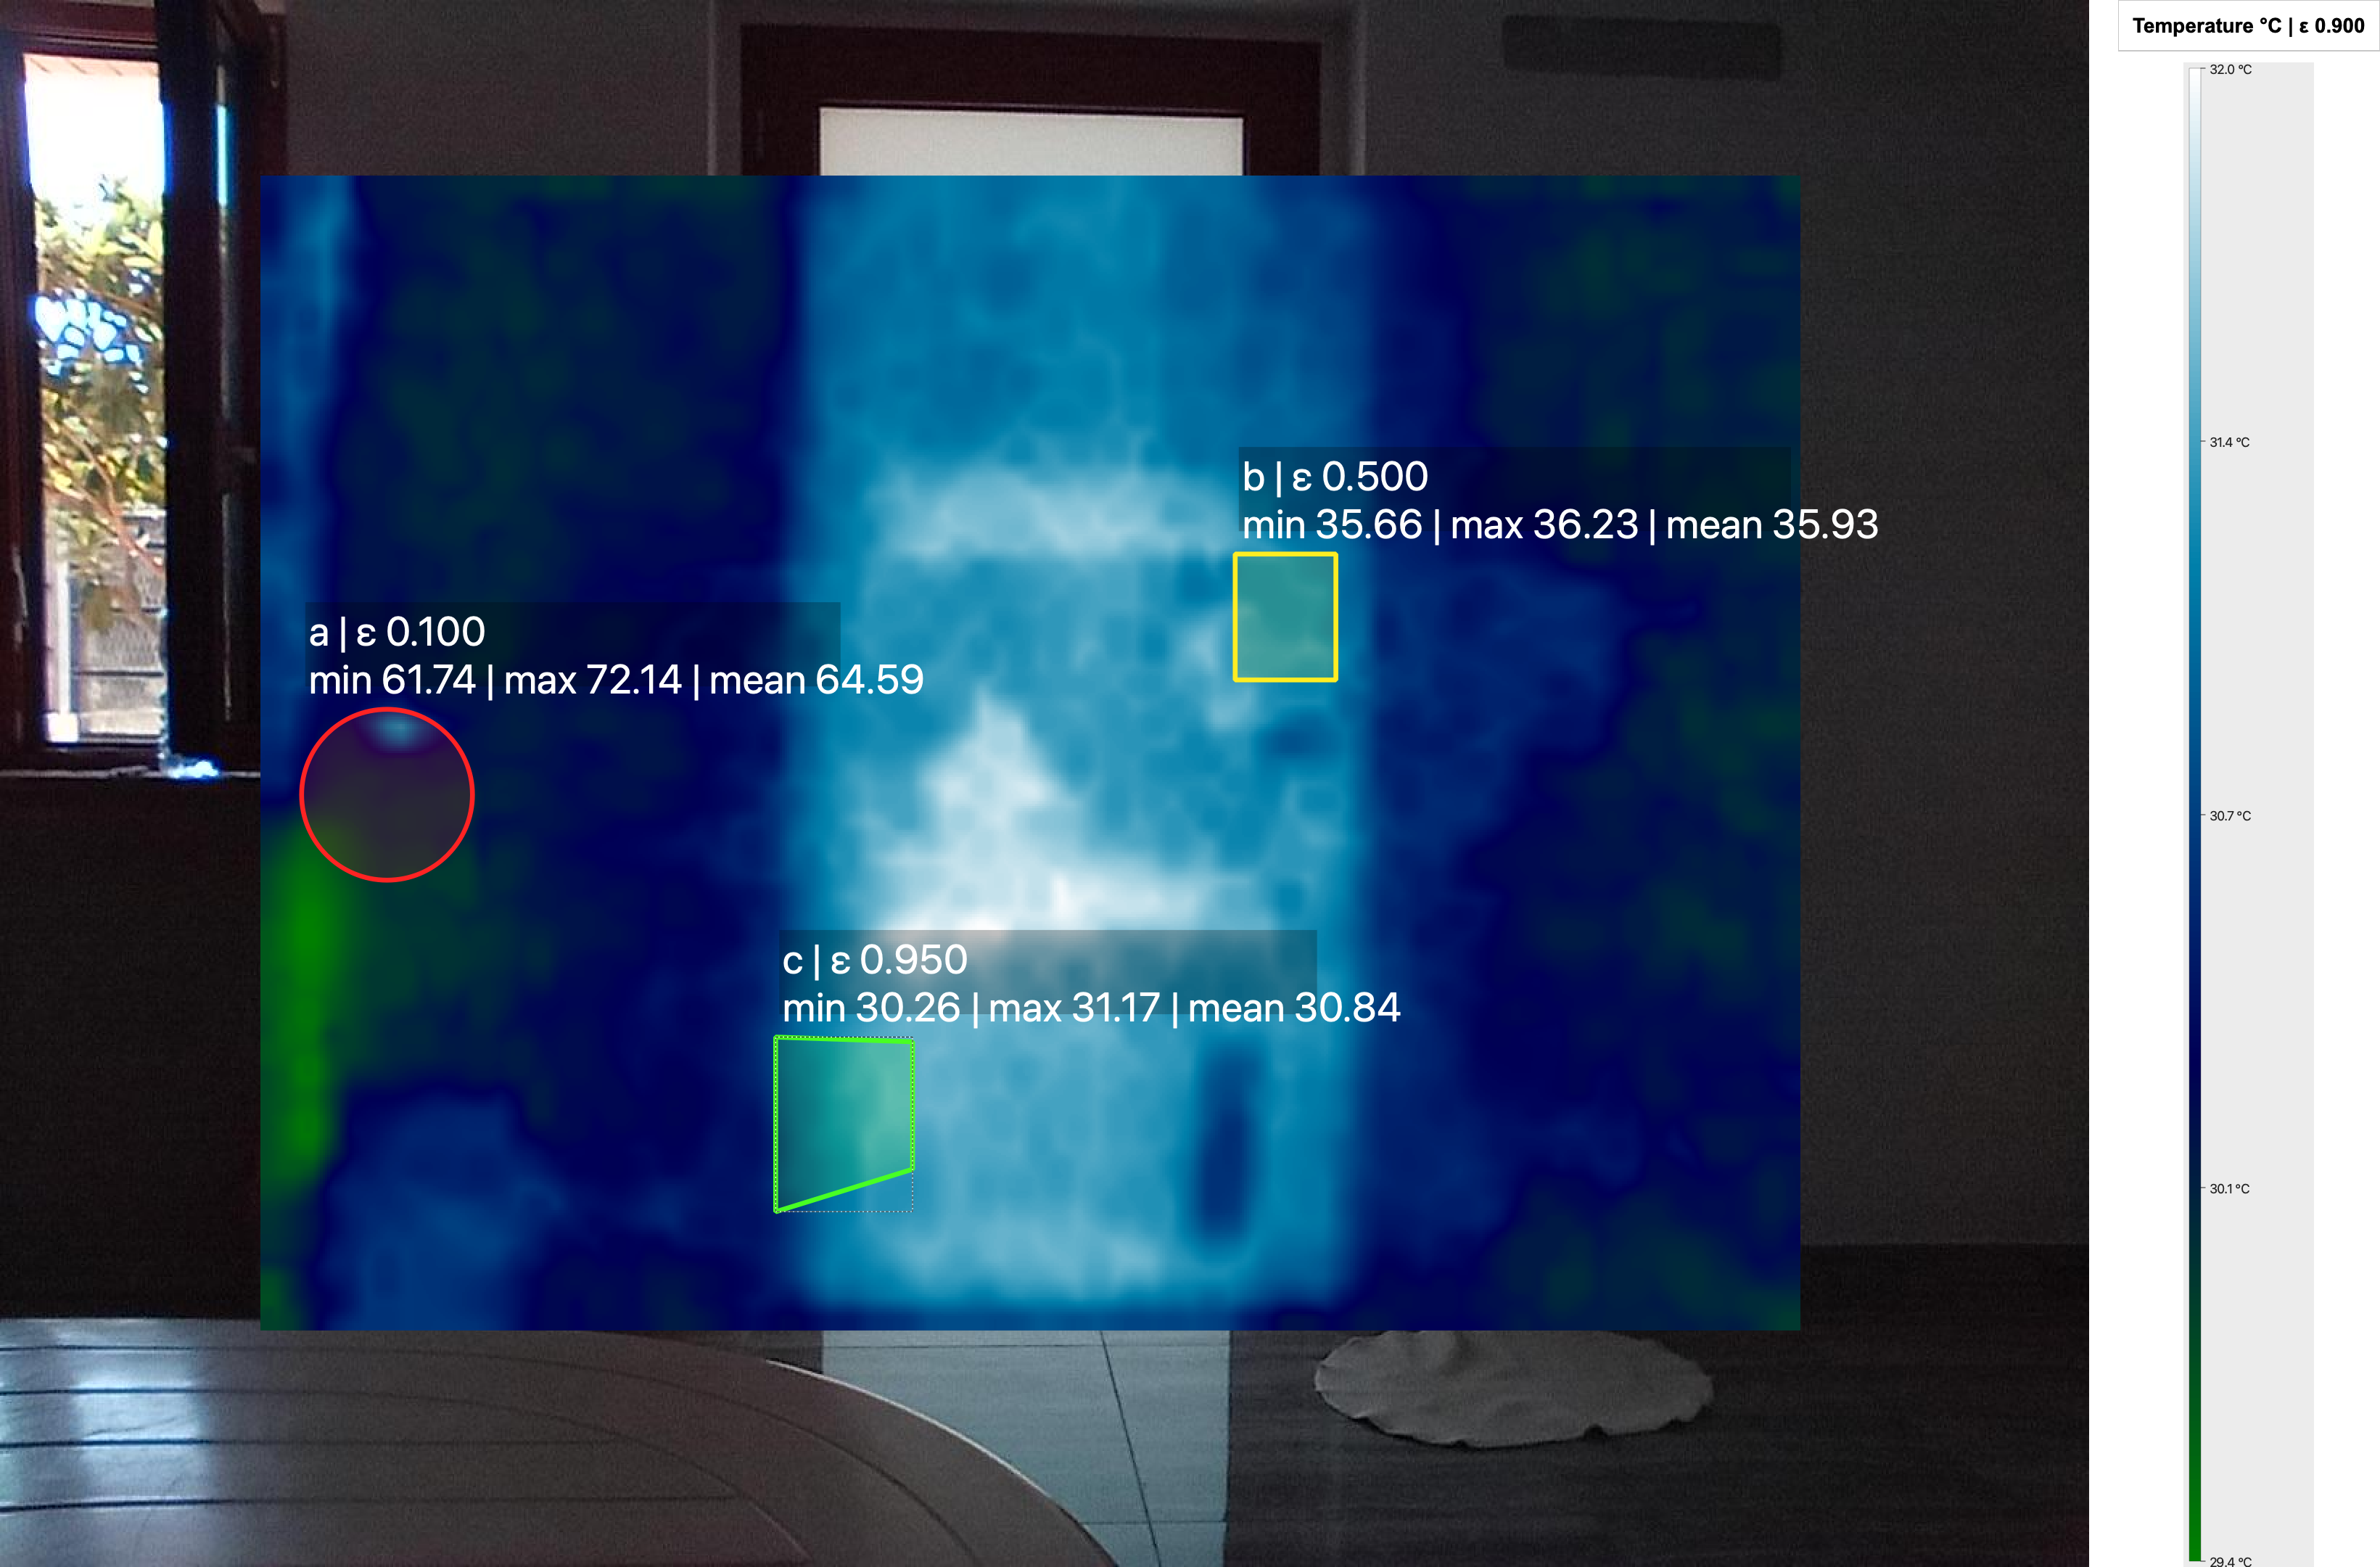 Temperature °C | ε 0.900
32.0 °C
31.4 °C
30.7 °C
30.1 °C
29.4 °C
b | ε 0.500
min 35.66 | max 36.23 | mean 35.93
a | ε 0.100
min 61.74 | max 72.14 | mean 64.59
c | ε 0.950
min 30.26 | max 31.17 | mean 30.84